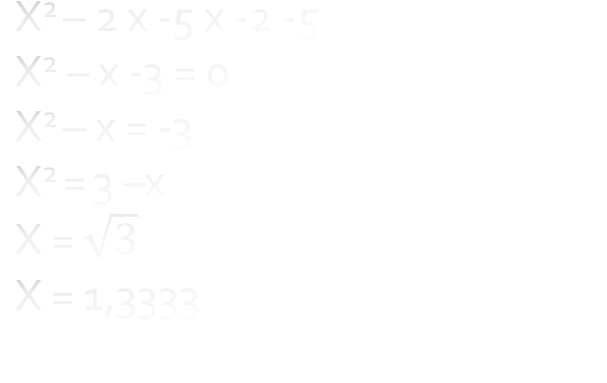 X² – 2 x -5 x -2 -5
X² – x -3 = 0
X² – x = -3
X² = 3 –x
X = √3
X = 1,3333